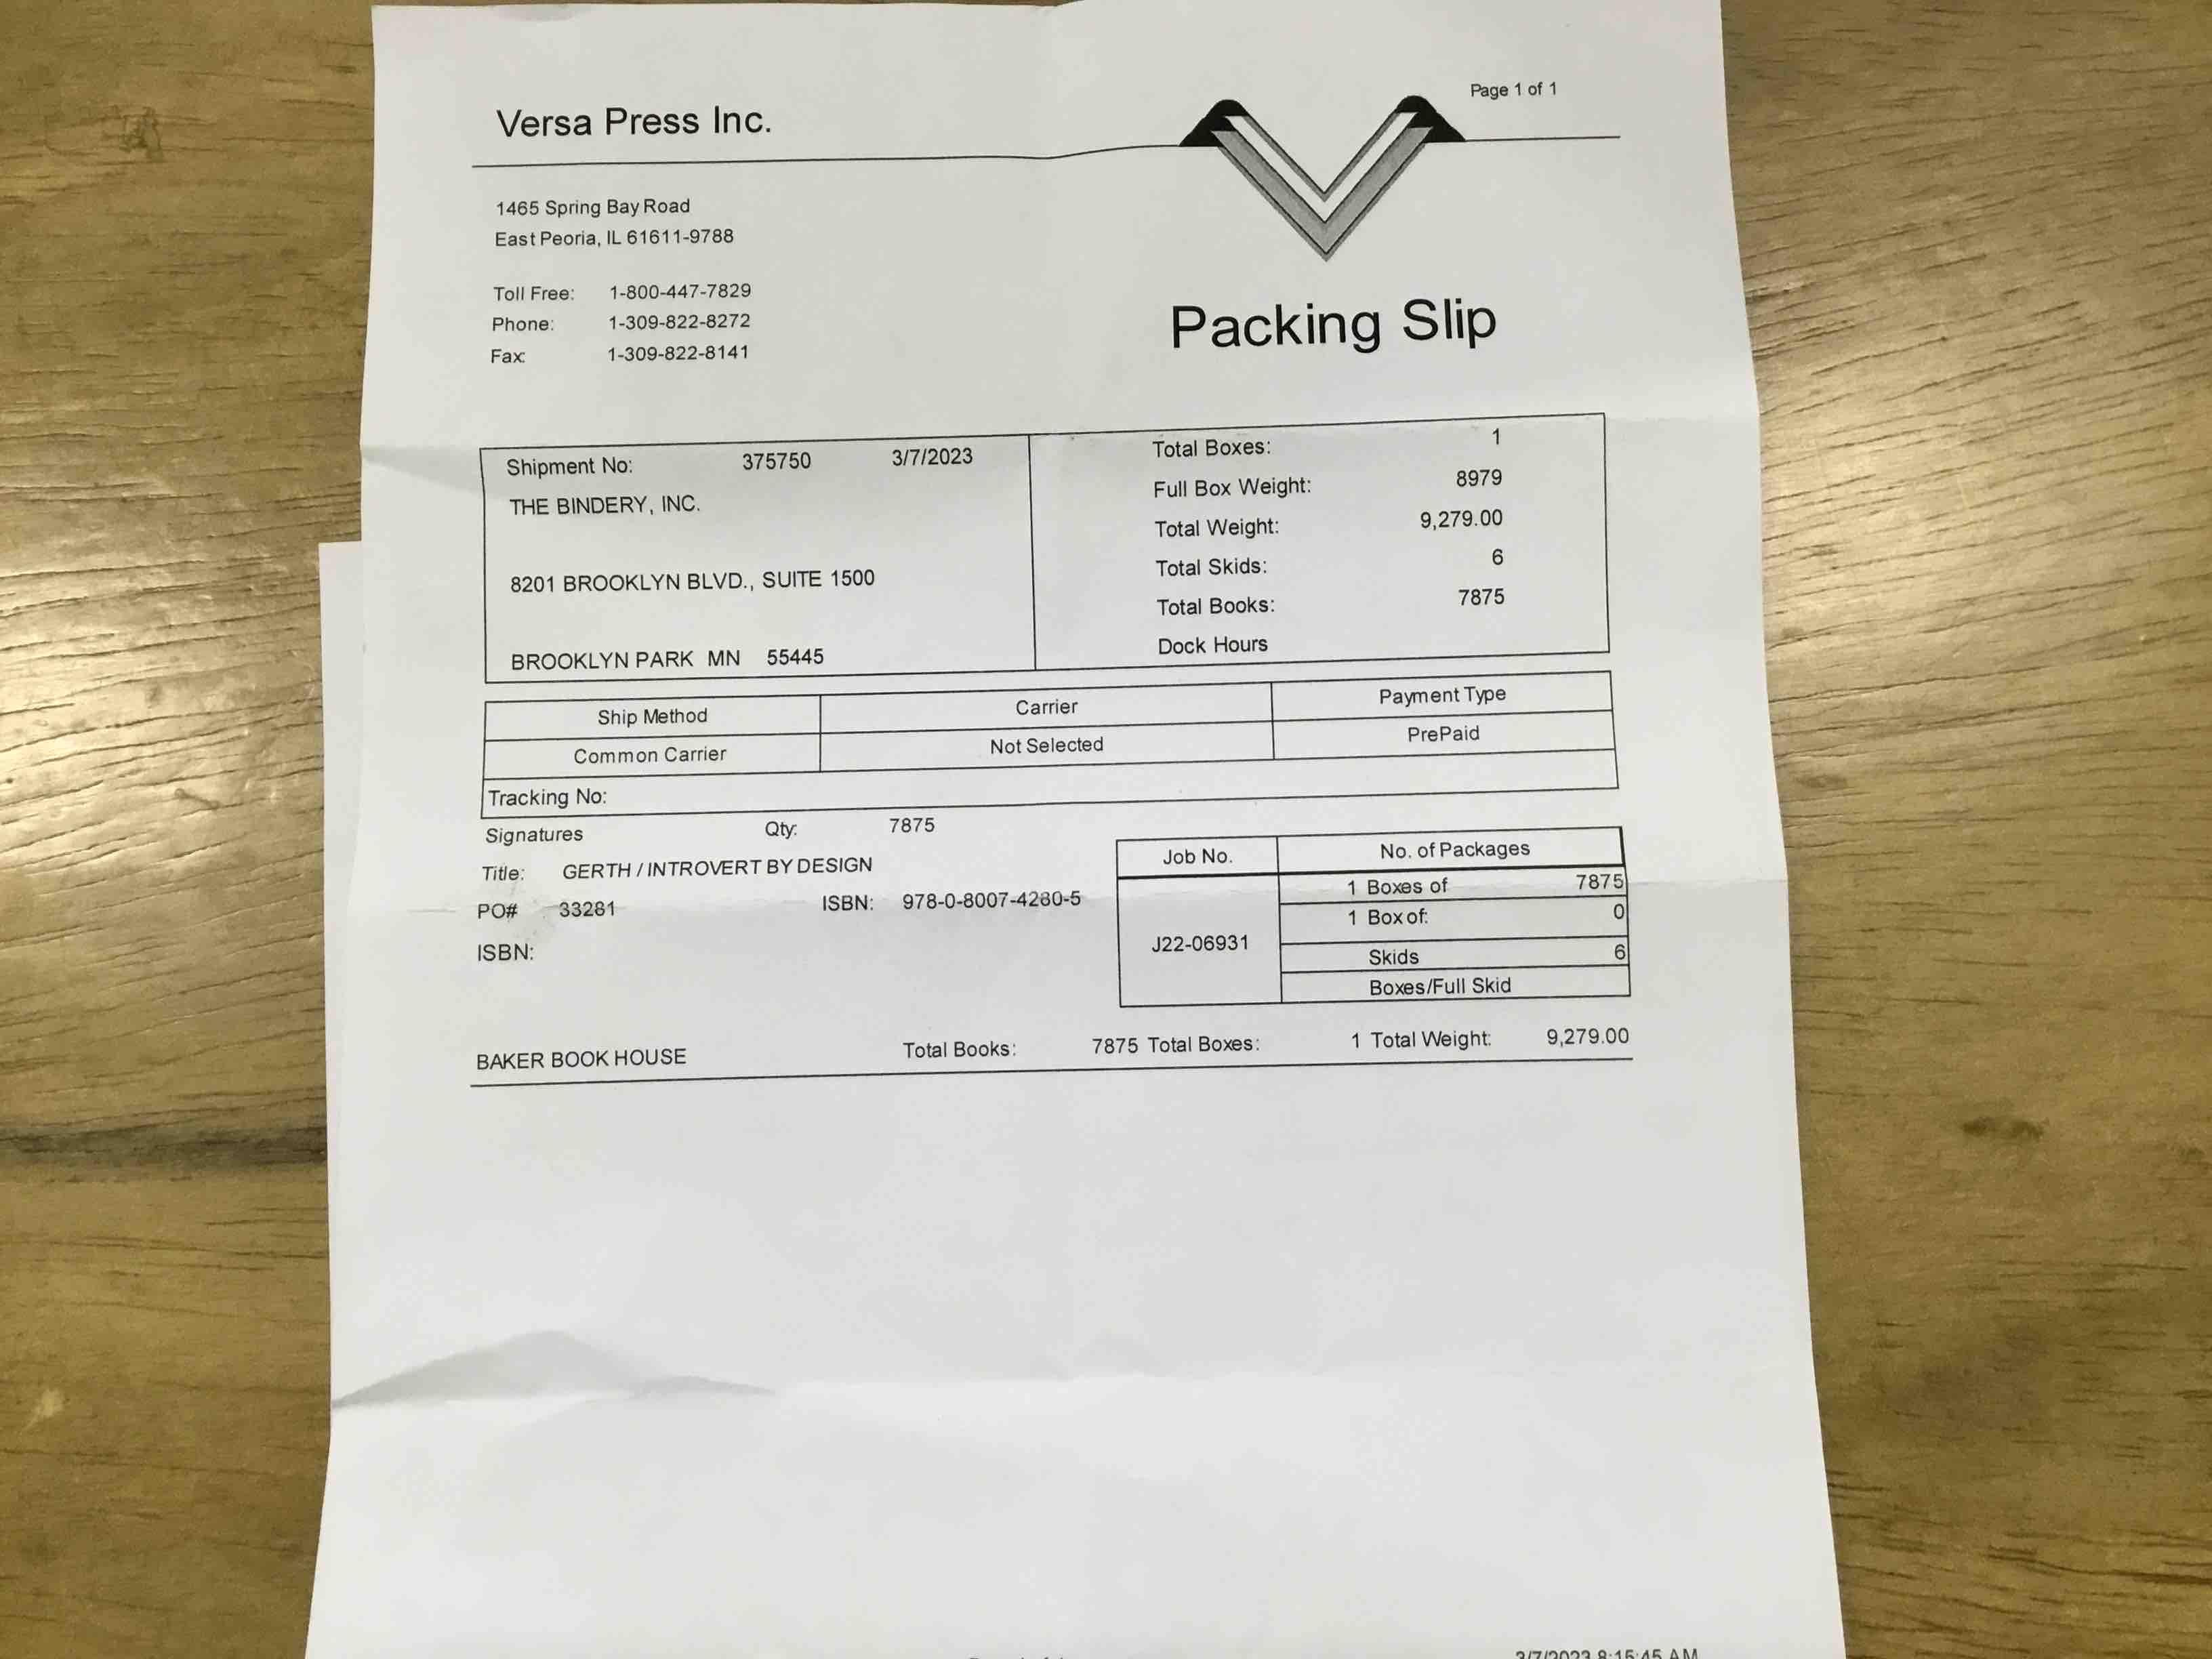 Page 1 of 1
Versa Press Inc.
1465 Spring Bay Road
East Peoria, IL 61611-9788
Toll Free: 1-800-447-7829
Phone: 1-309-822-8272
Fax: 1-309-822-8141
Packing Slip
Shipment No: 375750 3/7/2023
THE BINDERY, INC.
8201 BROOKLYN BLVD., SUITE 1500
BROOKLYN PARK MN 55445
Total Boxes: 1
Full Box Weight: 8979
Total Weight: 9,279.00
Total Skids: 6
Total Books: 7875
Dock Hours
Ship Method Carrier Payment Type
Common Carrier Not Selected PrePaid
Tracking No:
Signatures Qty: 7875
Title: GERTH / INTROVERT BY DESIGN
PO# 33281 ISBN: 978-0-8007-4280-5
ISBN:
Job No. No. of Packages
J22-06931
1 Boxes of 7875
1 Box of: 0
Skids 6
Boxes/Full Skid
BAKER BOOK HOUSE Total Books: 7875 Total Boxes: 1 Total Weight: 9,279.00
3/7/2023 8:15:45 AM